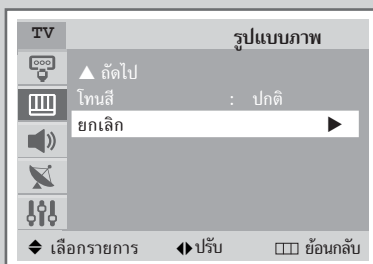 TV
รูปแบบภาพ
▲ ถัดไป
โทนสี : ปกติ
ยกเลิก ▶
เลือกรายการ ปรับ ย้อนกลับ